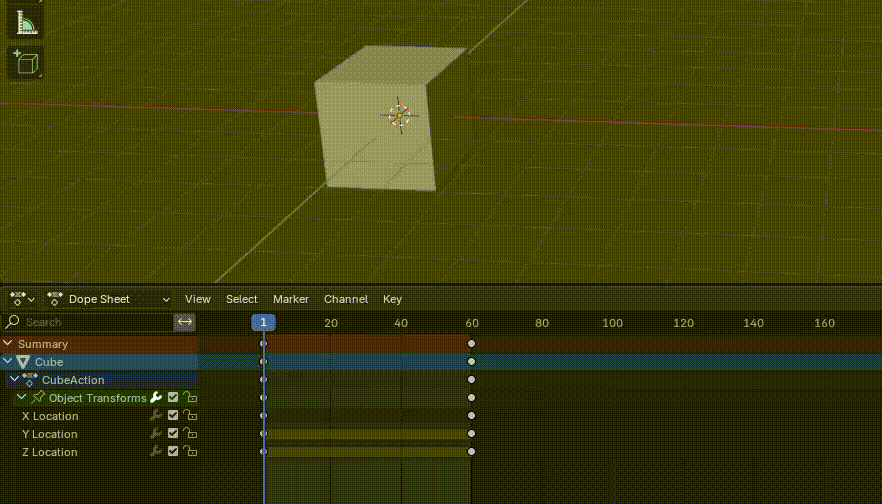 Dope Sheet View Select Marker Channel Key
Search 1 20 40 60 80 100 120 140 160
Summary
Cube
CubeAction
Object Transforms
X Location
Y Location
Z Location